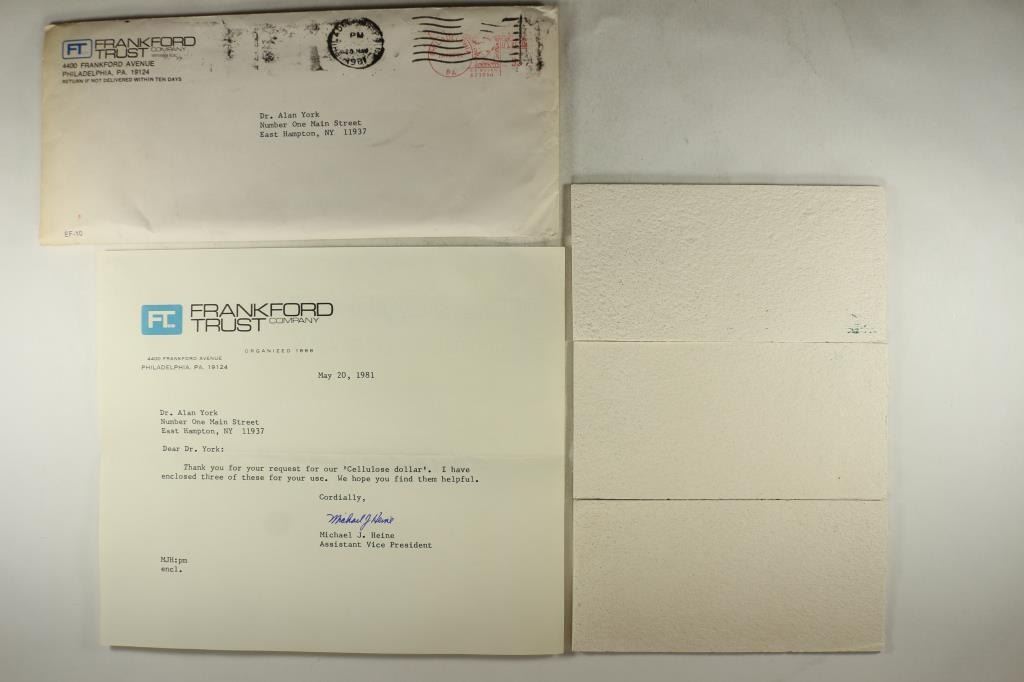 FT FRANKFORD
TRUST COMPANY
4400 FRANKFORD AVENUE
PHILADELPHIA, PA. 19124
RETURN IF NOT DELIVERED WITHIN TEN DAYS
PM
1981
PA
Dr. Alan York
Number One Main Street
East Hampton, NY 11937
EF-10
FT FRANKFORD
TRUST COMPANY
ORGANIZED 1868
4400 FRANKFORD AVENUE
PHILADELPHIA, PA. 19124
May 20, 1981
Dr. Alan York
Number One Main Street
East Hampton, NY 11937
Dear Dr. York:
Thank you for your request for our 'Cellulose dollar'. I have
enclosed three of these for your use. We hope you find them helpful.
Cordially,
Michael J Heine
Michael J. Heine
Assistant Vice President
MJH:pm
encl.